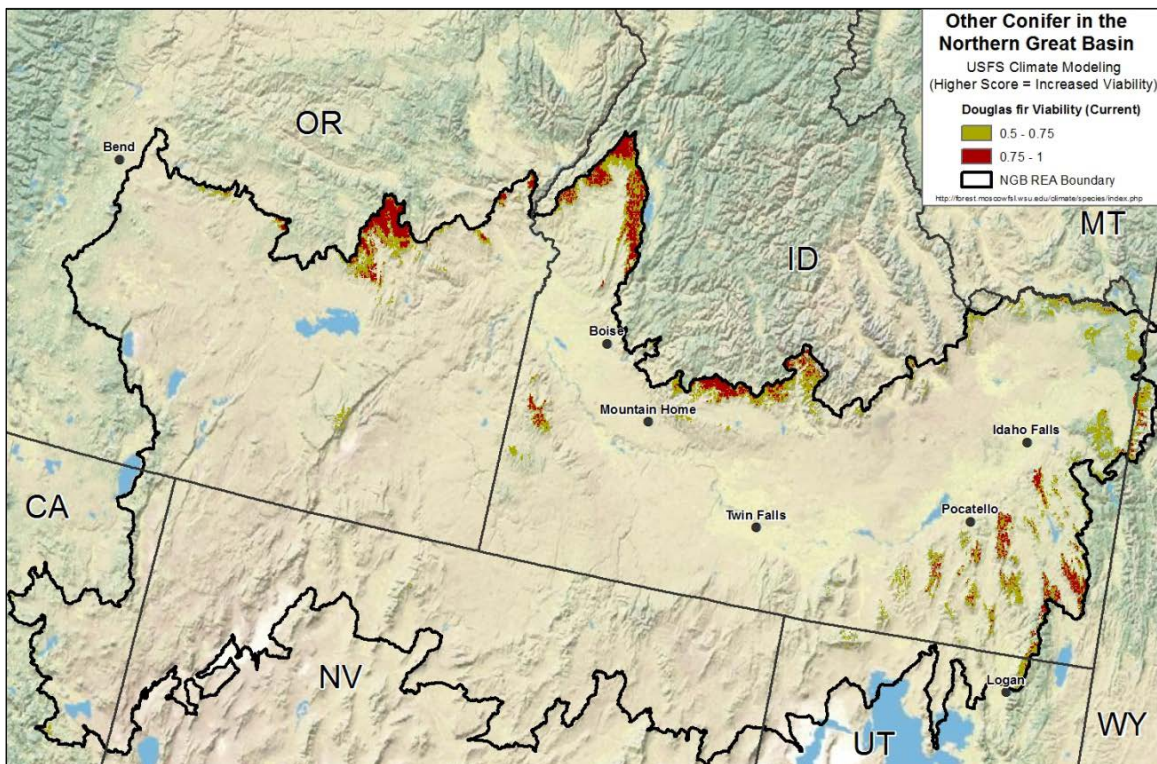 Other Conifer in the
Northern Great Basin
USFS Climate Modeling
(Higher Score = Increased Viability)
Douglas fir Viability (Current)
0.5 - 0.75
0.75 - 1
NGB REA Boundary
http://forest.moscowfsl.wsu.edu/climate/species/index.php
OR
Bend
MT
ID
Boise
Mountain Home
Idaho Falls
CA
Twin Falls
Pocatello
NV
Logan
WY
UT